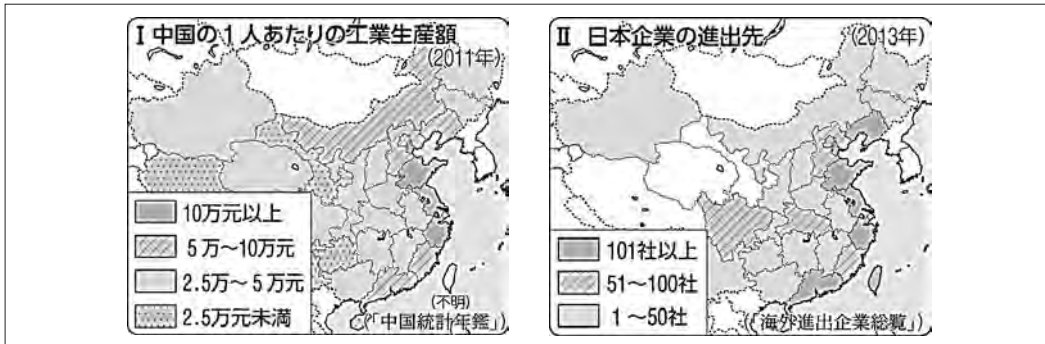 Ⅰ 中国の1人あたりの工業生産額
(2011年)
10万元以上
5万～10万元
2.5万～5万元
2.5万元未満
(不明)
(「中国統計年鑑」)
Ⅱ 日本企業の進出先
(2013年)
101社以上
51～100社
1～50社
(「海外進出企業総覧」)